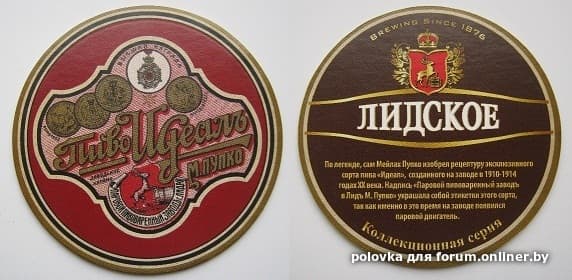 Пиво Идеалъ
М. Пупко
BREWING SINCE 1876
ЛИДСКОЕ
По легенде, сам Мейлах Пупко изобрел рецептуру эксклюзивного
сорта пива «Идеал», созданного на заводе в 1910-1914
годах XX века. Надпись «Паровой пивоваренный заводъ
в Лидъ М. Пупко» украшала собой этикетки этого сорта,
так как именно в это время на заводе появился
паровой двигатель.
Коллекционная серия
polovka для forum.onliner.by